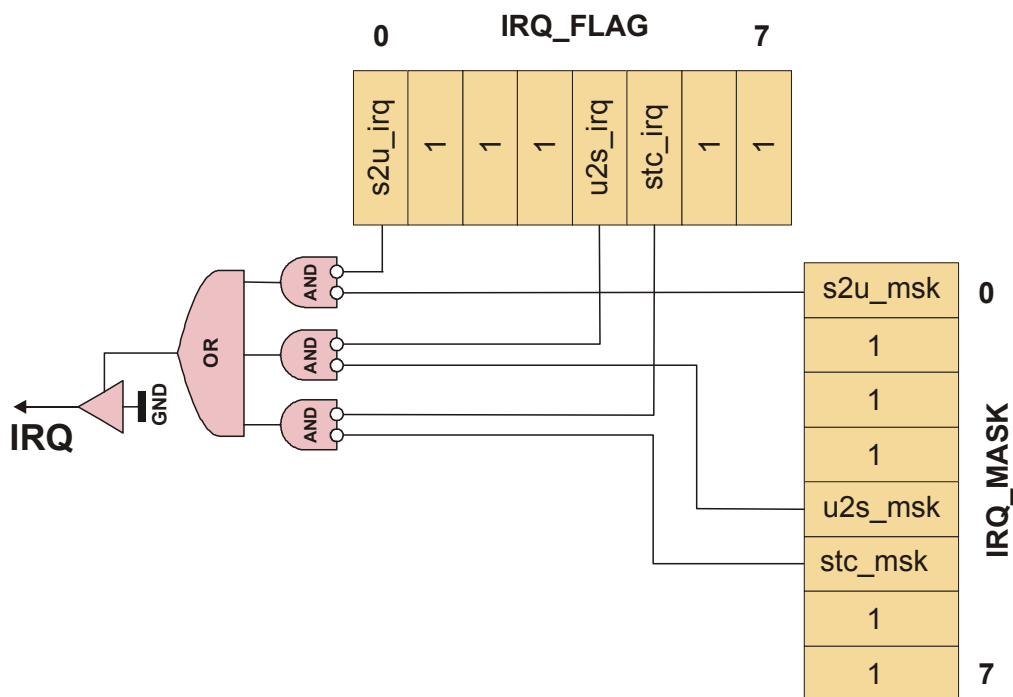 IRQ_FLAG
0
7
s2u_irq
1
1
1
u2s_irq
stc_irq
1
1
AND
AND
AND
OR
GND
IRQ
s2u_msk
0
1
1
1
u2s_msk
stc_msk
1
1
7
IRQ_MASK